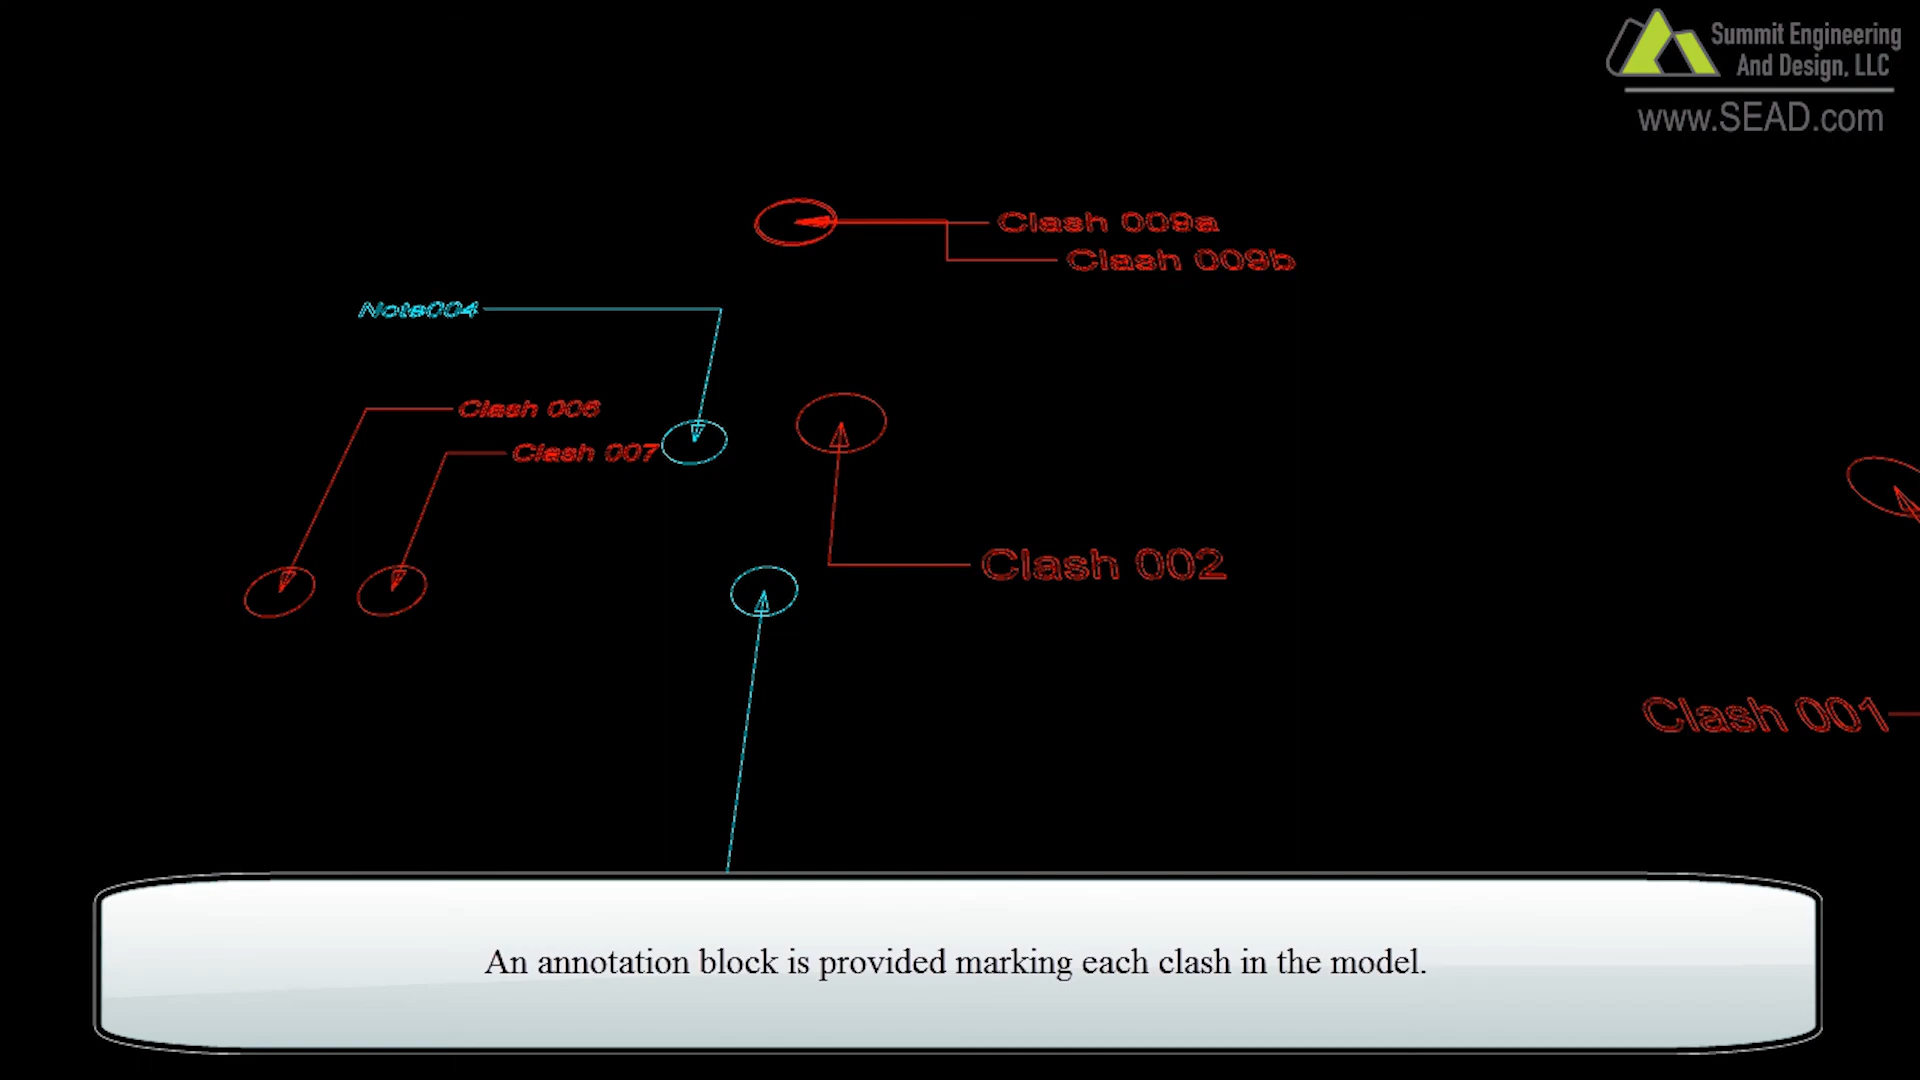 Summit Engineering
And Design, LLC
www.SEAD.com
Clash 009a
Clash 009b
Note004
Clash 006
Clash 007
Clash 002
Clash 001
An annotation block is provided marking each clash in the model.